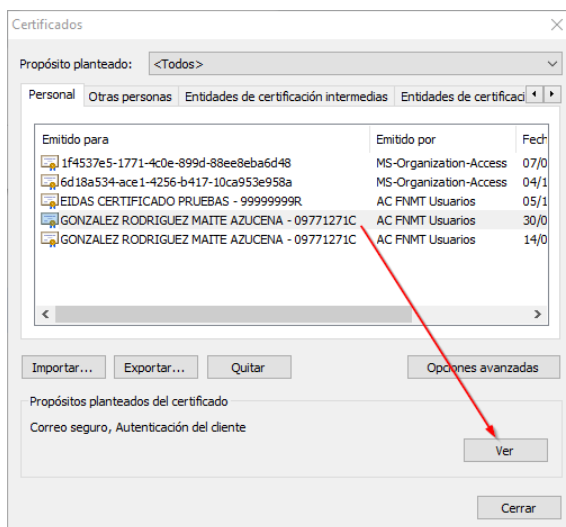 Certificados
Propósito planteado: <Todos>
Personal Otras personas Entidades de certificación intermedias Entidades de certificaci
Emitido para Emitido por Fech
1f4537e5-1771-4c0e-899d-88ee8eba6d48 MS-Organization-Access 07/0
6d18a534-ace1-4256-b417-10ca953e958a MS-Organization-Access 04/1
EIDAS CERTIFICADO PRUEBAS - 99999999R AC FNMT Usuarios 05/1
GONZALEZ RODRIGUEZ MAITE AZUCENA - 09771271C AC FNMT Usuarios 30/0
GONZALEZ RODRIGUEZ MAITE AZUCENA - 09771271C AC FNMT Usuarios 14/0
Importar... Exportar... Quitar Opciones avanzadas
Propósitos planteados del certificado
Correo seguro, Autenticación del cliente
Ver
Cerrar